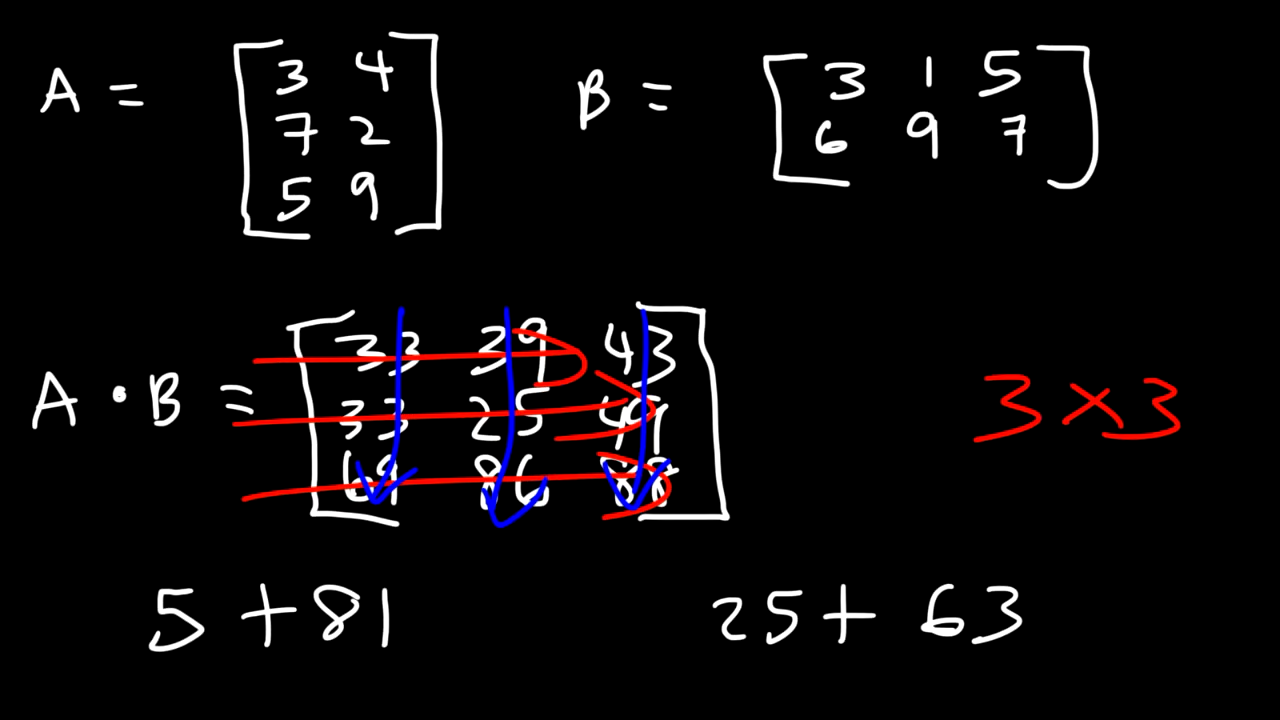 A = [3 4
7 2
5 9]
B = [3 1 5
6 9 7]
A · B = [33 39 43
33 25 49
69 86 88]
3 × 3
5 + 81
25 + 63